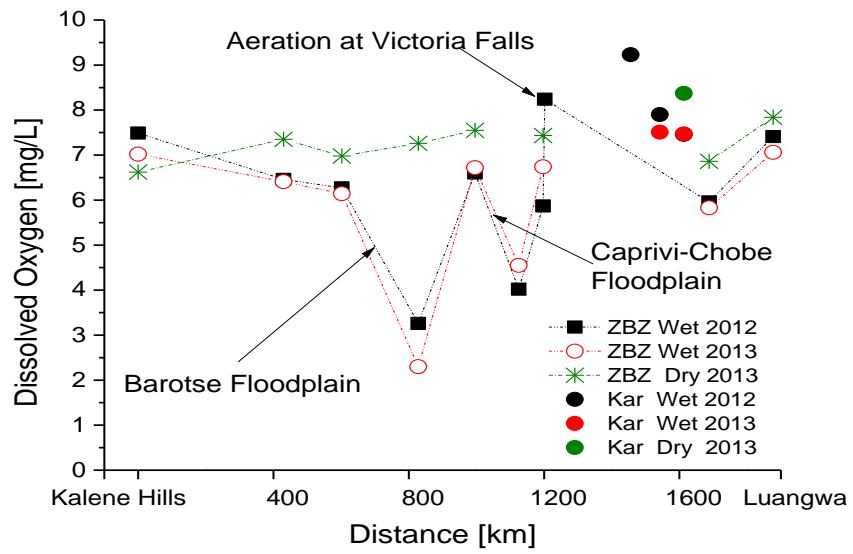 Dissolved Oxygen [mg/L]
10
9
8
7
6
5
4
3
2
1
0
Aeration at Victoria Falls
Barotse Floodplain
Caprivi-Chobe
Floodplain
ZBZ Wet 2012
ZBZ Wet 2013
ZBZ Dry 2013
Kar Wet 2012
Kar Wet 2013
Kar Dry 2013
Kalene Hills 400 800 1200 1600 Luangwa
Distance [km]